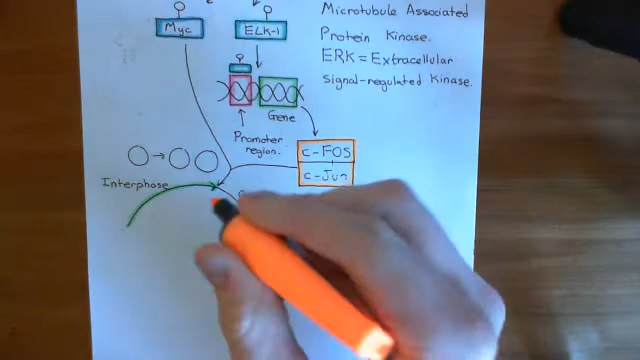 Microtubule Associated
Myc
ELK-1
Protein Kinase.
ERK = Extracellular
signal-regulated kinase.
Gene
Promoter
region.
c-FOS
c-Jun
Interphase